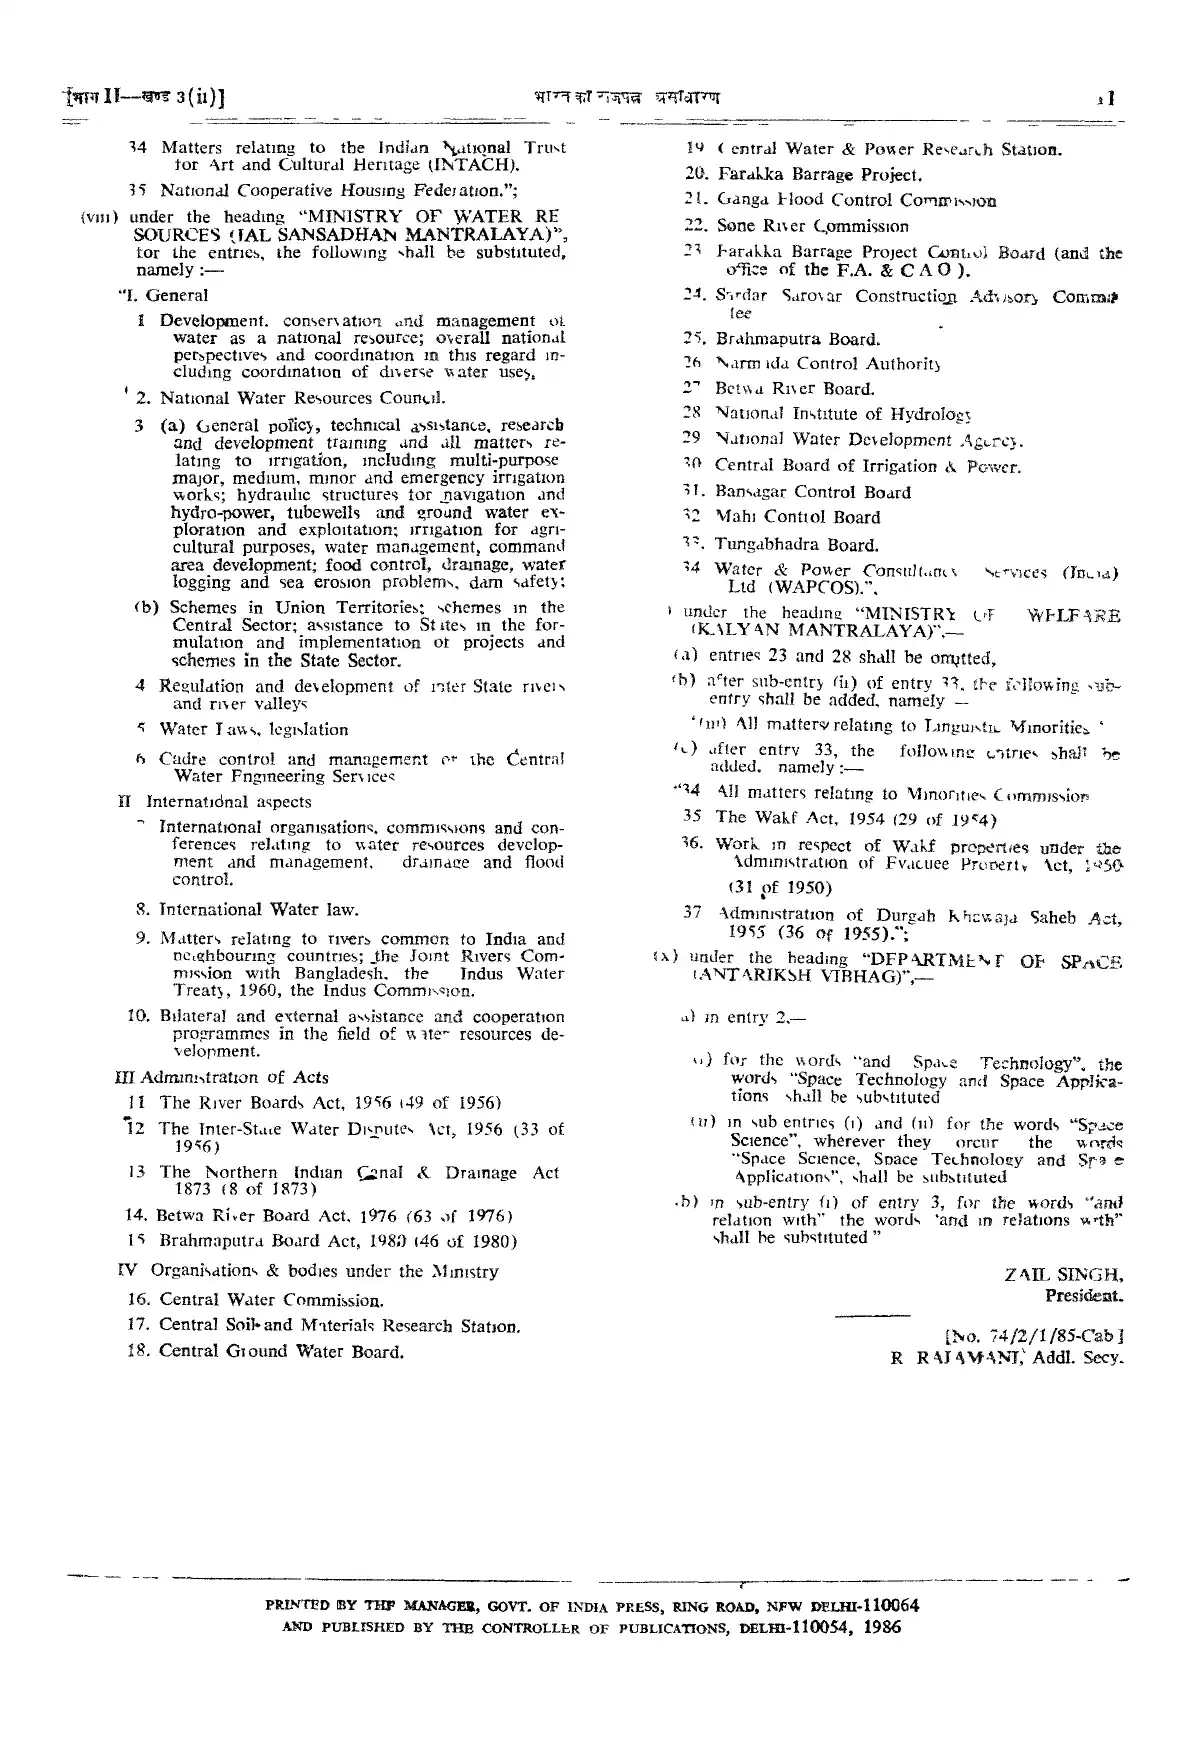 [भाग II—खण्ड 3(ii)]
भारत का राजपत्र असाधारण
34 Matters relating to the Indian National Trust
for Art and Cultural Heritage (INTACH).
35 National Cooperative Housing Federation.";
(viii) under the heading "MINISTRY OF WATER RE
SOURCES (JAL SANSADHAN MANTRALAYA)",
for the entries, the following shall be substituted,
namely :—
"I. General
1 Development. conservation and management of
water as a national resource; overall national
perspectives and coordination in this regard in-
cluding coordination of diverse water uses.
2. National Water Resources Council.
3 (a) General policy, technical assistance, research
and development training and all matters re-
lating to irrigation, including multi-purpose
major, medium, minor and emergency irrigation
works; hydraulic structures for navigation and
hydro-power, tubewells and ground water ex-
ploration and exploitation; irrigation for agri-
cultural purposes, water management, command
area development; food control, drainage, water
logging and sea erosion problems, dam safety;
(b) Schemes in Union Territories; schemes in the
Central Sector; assistance to States in the for-
mulation and implementation of projects and
schemes in the State Sector.
4 Regulation and development of inter State rivers
and river valleys
5 Water Laws, legislation
6 Cadre control and management of the Central
Water Engineering Services
II International aspects
7 International organisations, commissions and con-
ferences relating to water resources develop-
ment and management, drainage and flood
control.
8. International Water law.
9. Matters relating to rivers common to India and
neighbouring countries; the Joint Rivers Com-
mission with Bangladesh, the Indus Water
Treaty, 1960, the Indus Commission.
10. Bilateral and external assistance and cooperation
programmes in the field of water resources de-
velopment.
III Administration of Acts
11 The River Boards Act, 1956 (49 of 1956)
12 The Inter-State Water Disputes Act, 1956 (33 of
1956)
13 The Northern Indian Canal & Drainage Act
1873 (8 of 1873)
14. Betwa River Board Act, 1976 (63 of 1976)
15 Brahmaputra Board Act, 1980 (46 of 1980)
IV Organisations & bodies under the Ministry
16. Central Water Commission.
17. Central Soil and Materials Research Station.
18. Central Ground Water Board.
19 Central Water & Power Research Station.
20. Farakka Barrage Project.
21. Ganga Flood Control Commission
22. Sone River Commission
23 Farakka Barrage Project Control Board (and the
office of the F.A. & C A O ).
24. Sardar Sarovar Construction Advisory Commit
tee
25. Brahmaputra Board.
26 Narmada Control Authority
27 Betwa River Board.
28 National Institute of Hydrology
29 National Water Development Agency.
30 Central Board of Irrigation & Power.
31. Bansagar Control Board
32 Mahi Control Board
33. Tungabhadra Board.
34 Water & Power Consultancy Services (India)
Ltd (WAPCOS).",
) under the heading "MINISTRY OF WELFARE
(KALYAN MANTRALAYA)",—
(a) entries 23 and 28 shall be omitted,
(b) after sub-entry (ii) of entry 33, the following sub-
entry shall be added, namely —
"(iii) All matters relating to Linguistic Minorities "
(c) after entry 33, the following entries shall be
added, namely :—
"34 All matters relating to Minorities Commission
35 The Wakf Act, 1954 (29 of 1954)
36. Work in respect of Wakf properties under the
Administration of Evacuee Property Act, 1950
(31 of 1950)
37 Administration of Durgah Khawaja Saheb Act,
1955 (36 of 1955).";
(x) under the heading "DEPARTMENT OF SPACE
(ANTARIKSH VIBHAG)",—
a) in entry 2,—
(i) for the words "and Space Technology", the
words "Space Technology and Space Applica-
tions shall be substituted
(ii) in sub entries (i) and (ii) for the words "Space
Science", wherever they occur the words
"Space Science, Space Technology and Space
Applications", shall be substituted
(b) in sub-entry (i) of entry 3, for the words "and
relation with" the words 'and in relations with"
shall be substituted "
ZAIL SINGH,
President.
[No. 74/2/1/85-Cab]
R RAJAMANI, Addl. Secy.
PRINTED BY THE MANAGER, GOVT. OF INDIA PRESS, RING ROAD, NEW DELHI-110064
AND PUBLISHED BY THE CONTROLLER OF PUBLICATIONS, DELHI-110054, 1986